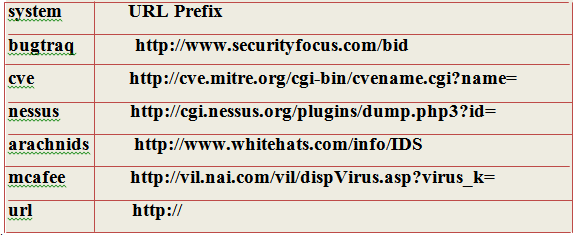 system URL Prefix
bugtraq http://www.securityfocus.com/bid
cve http://cve.mitre.org/cgi-bin/cvename.cgi?name=
nessus http://cgi.nessus.org/plugins/dump.php3?id=
arachnids http://www.whitehats.com/info/IDS
mcafee http://vil.nai.com/vil/dispVirus.asp?virus_k=
url http://